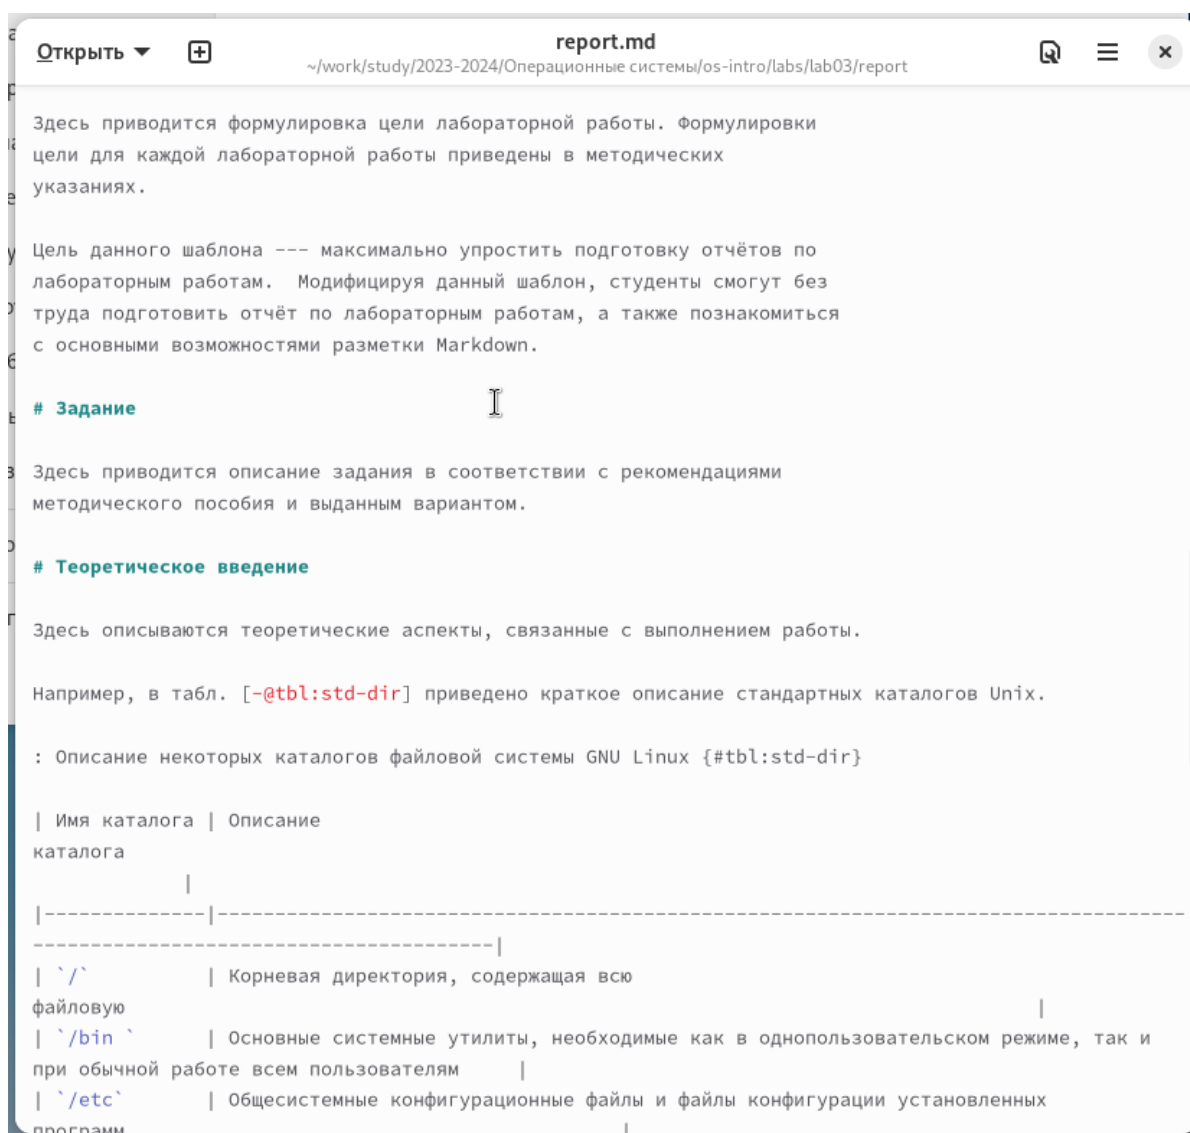 Открыть
report.md
~/work/study/2023-2024/Операционные системы/os-intro/labs/lab03/report
Здесь приводится формулировка цели лабораторной работы. Формулировки
цели для каждой лабораторной работы приведены в методических
указаниях.
Цель данного шаблона --- максимально упростить подготовку отчётов по
лабораторным работам.  Модифицируя данный шаблон, студенты смогут без
труда подготовить отчёт по лабораторным работам, а также познакомиться
с основными возможностями разметки Markdown.
# Задание
Здесь приводится описание задания в соответствии с рекомендациями
методического пособия и выданным вариантом.
# Теоретическое введение
Здесь описываются теоретические аспекты, связанные с выполнением работы.
Например, в табл. [-@tbl:std-dir] приведено краткое описание стандартных каталогов Unix.
: Описание некоторых каталогов файловой системы GNU Linux {#tbl:std-dir}
| Имя каталога | Описание
каталога
|
|--------------|------------------------------------------------------------------------------------
----------------------------------------|
| `/`          | Корневая директория, содержащая всю
файловую |
| `/bin `      | Основные системные утилиты, необходимые как в однопользовательском режиме, так и
при обычной работе всем пользователям     |
| `/etc`       | Общесистемные конфигурационные файлы и файлы конфигурации установленных
программ |